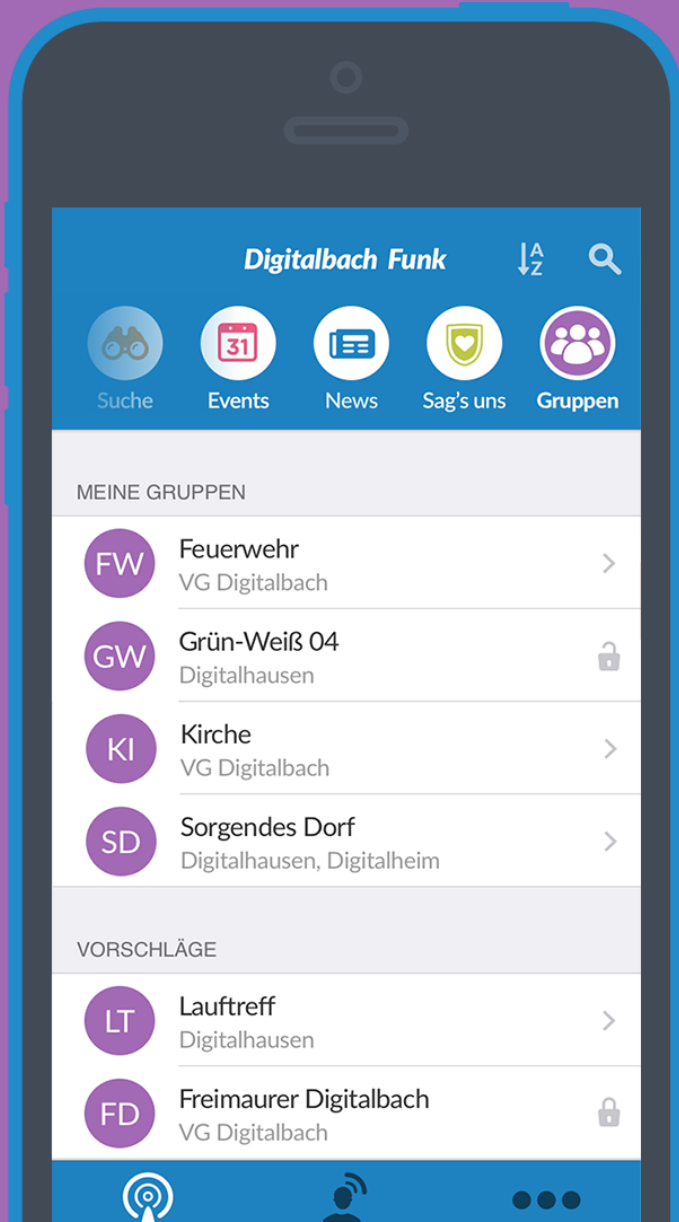 Digitalbach Funk
A
Z
31
Suche
Events
News
Sag's uns
Gruppen
MEINE GRUPPEN
FW
Feuerwehr
VG Digitalbach
GW
Grün-Weiß 04
Digitalhausen
KI
Kirche
VG Digitalbach
SD
Sorgendes Dorf
Digitalhausen, Digitalheim
VORSCHLÄGE
LT
Lauftreff
Digitalhausen
FD
Freimaurer Digitalbach
VG Digitalbach